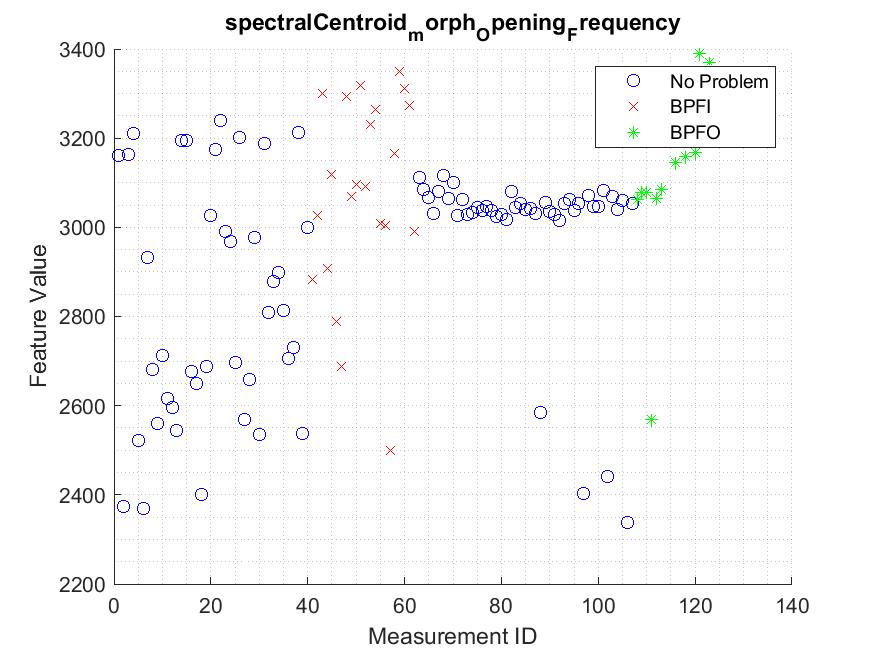 spectralCentroid_morph_Opening_Frequency
3400
3200
3000
2800
2600
2400
2200
0 20 40 60 80 100 120 140
Feature Value
Measurement ID
No Problem
BPFI
BPFO